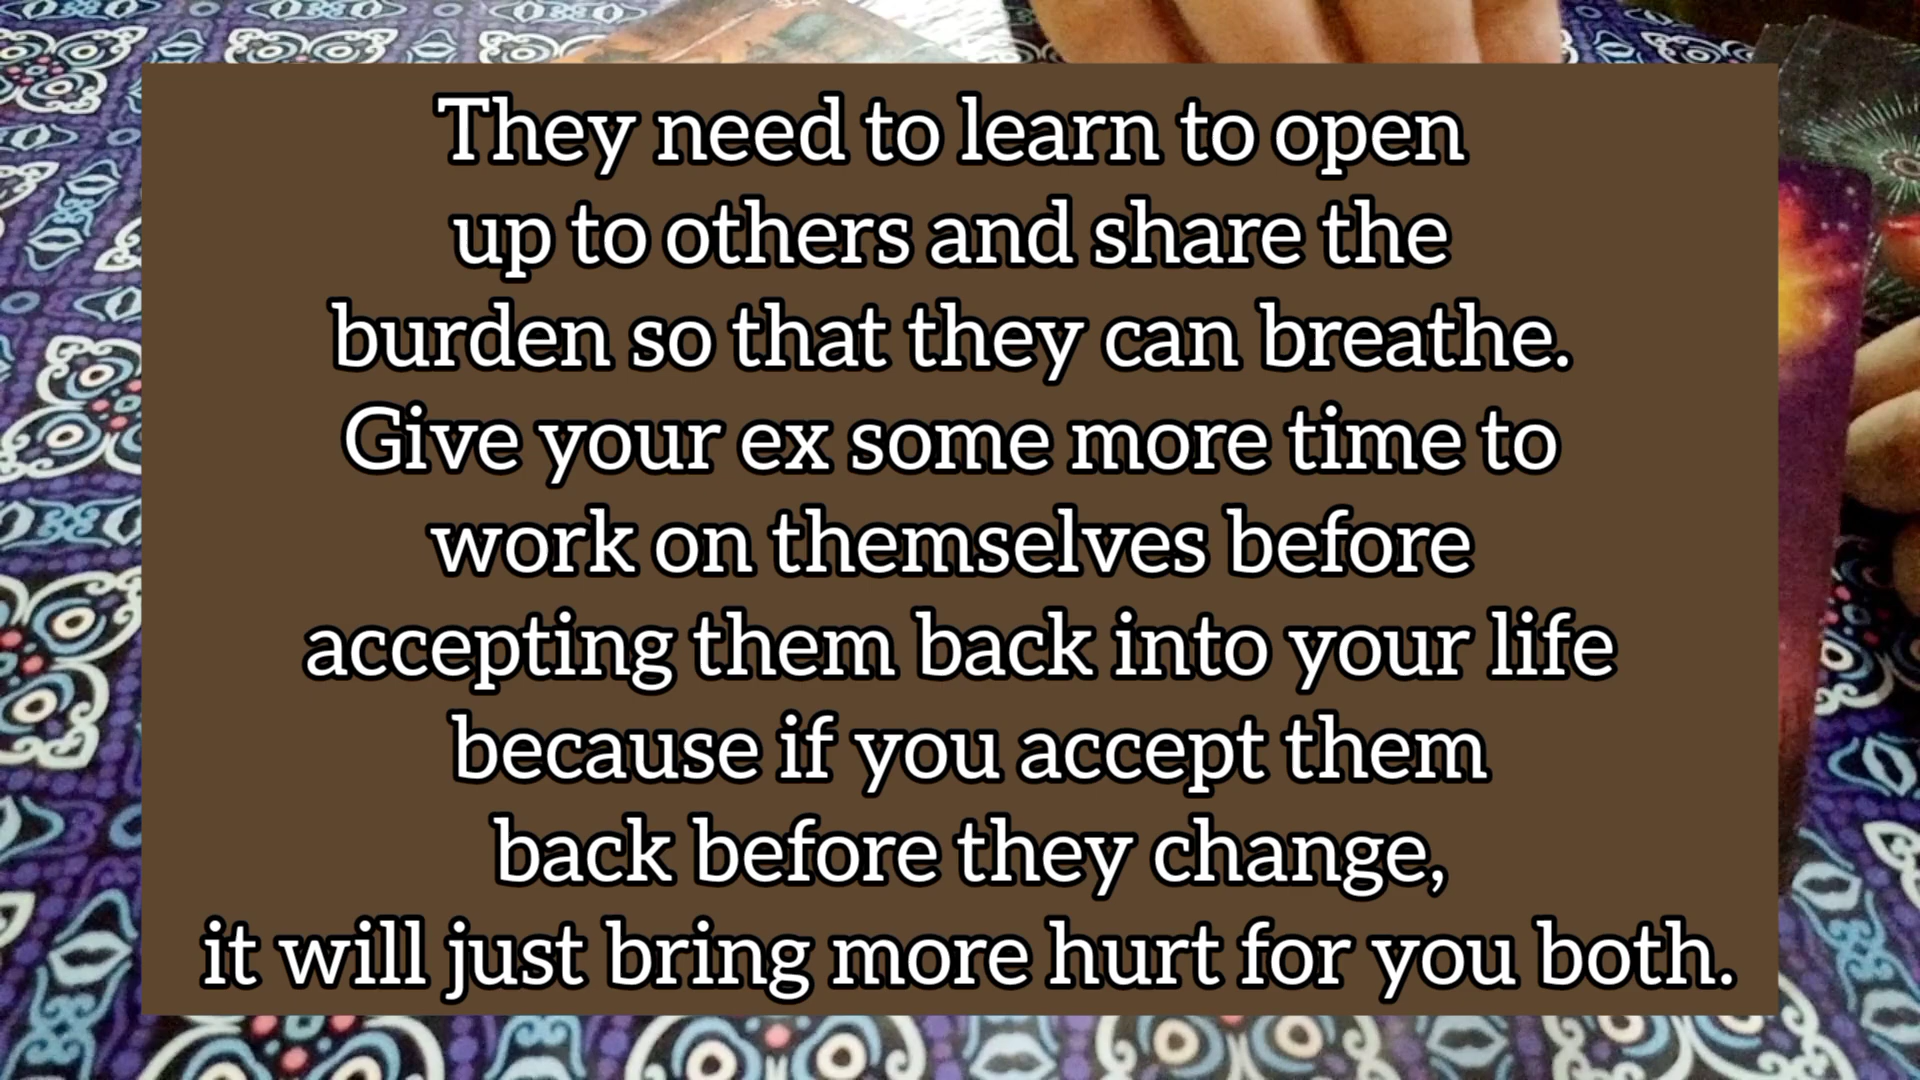 They need to learn to open
up to others and share the
burden so that they can breathe.
Give your ex some more time to
work on themselves before
accepting them back into your life
because if you accept them
back before they change,
it will just bring more hurt for you both.